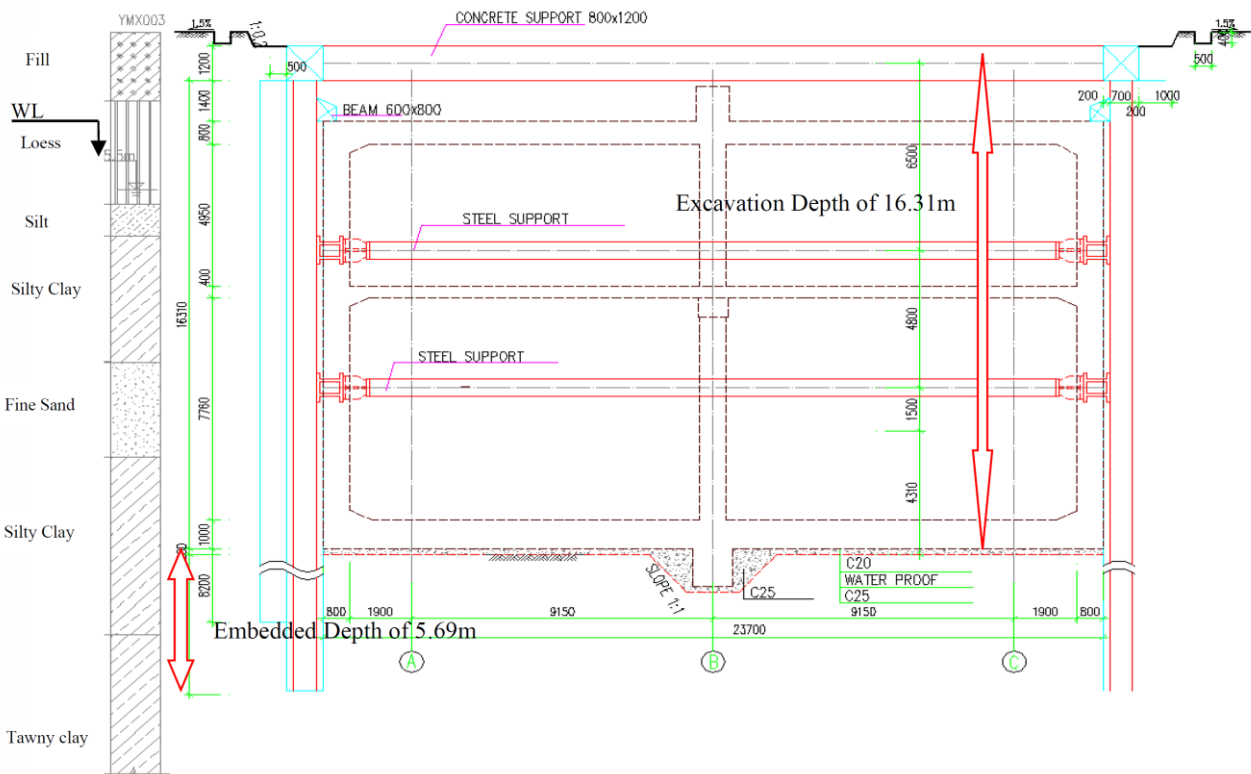 YMX003
CONCRETE SUPPORT 800x1200
1.5%
1.5%
400
500
500
Fill
1200
WL
1400
BEAM 600x800
200
700
1000
200
Loess
5.5m
800
6500
Excavation Depth of 16.31m
Silt
4950
STEEL SUPPORT
Silty Clay
400
16310
4800
STEEL SUPPORT
Fine Sand
7760
1500
4310
Silty Clay
1000
8200
SLOPE 1:1
C25
C20
WATER PROOF
C25
800
1900
9150
9150
1900
800
Embedded Depth of 5.69m
23700
A
B
C
Tawny clay